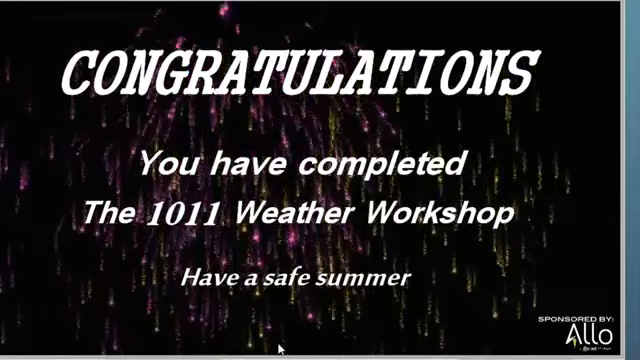 CONGRATULATIONS
You have completed
The 1011 Weather Workshop
Have a safe summer
SPONSORED BY:
Allo